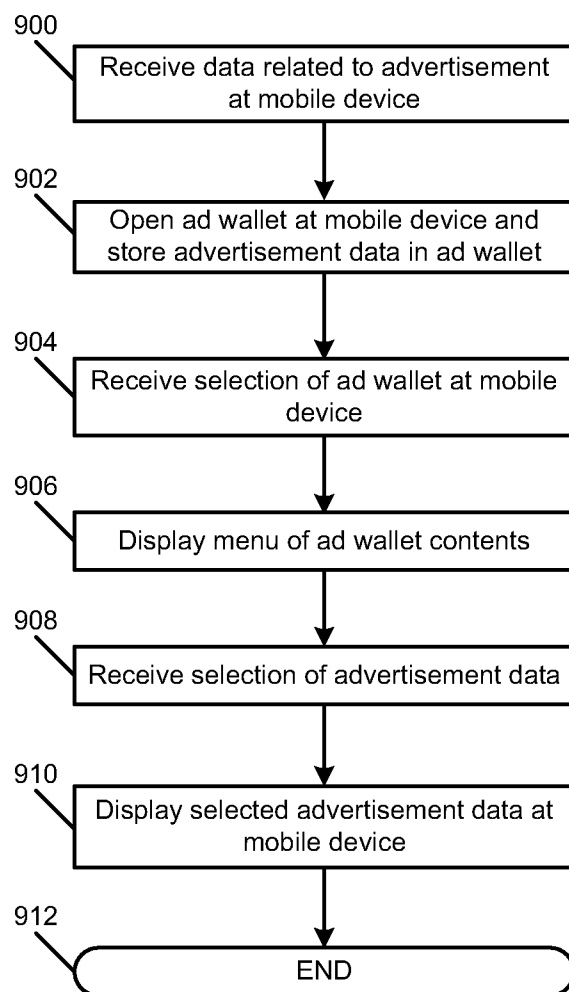 900
Receive data related to advertisement
at mobile device
902
Open ad wallet at mobile device and
store advertisement data in ad wallet
904
Receive selection of ad wallet at mobile
device
906
Display menu of ad wallet contents
908
Receive selection of advertisement data
910
Display selected advertisement data at
mobile device
912
END